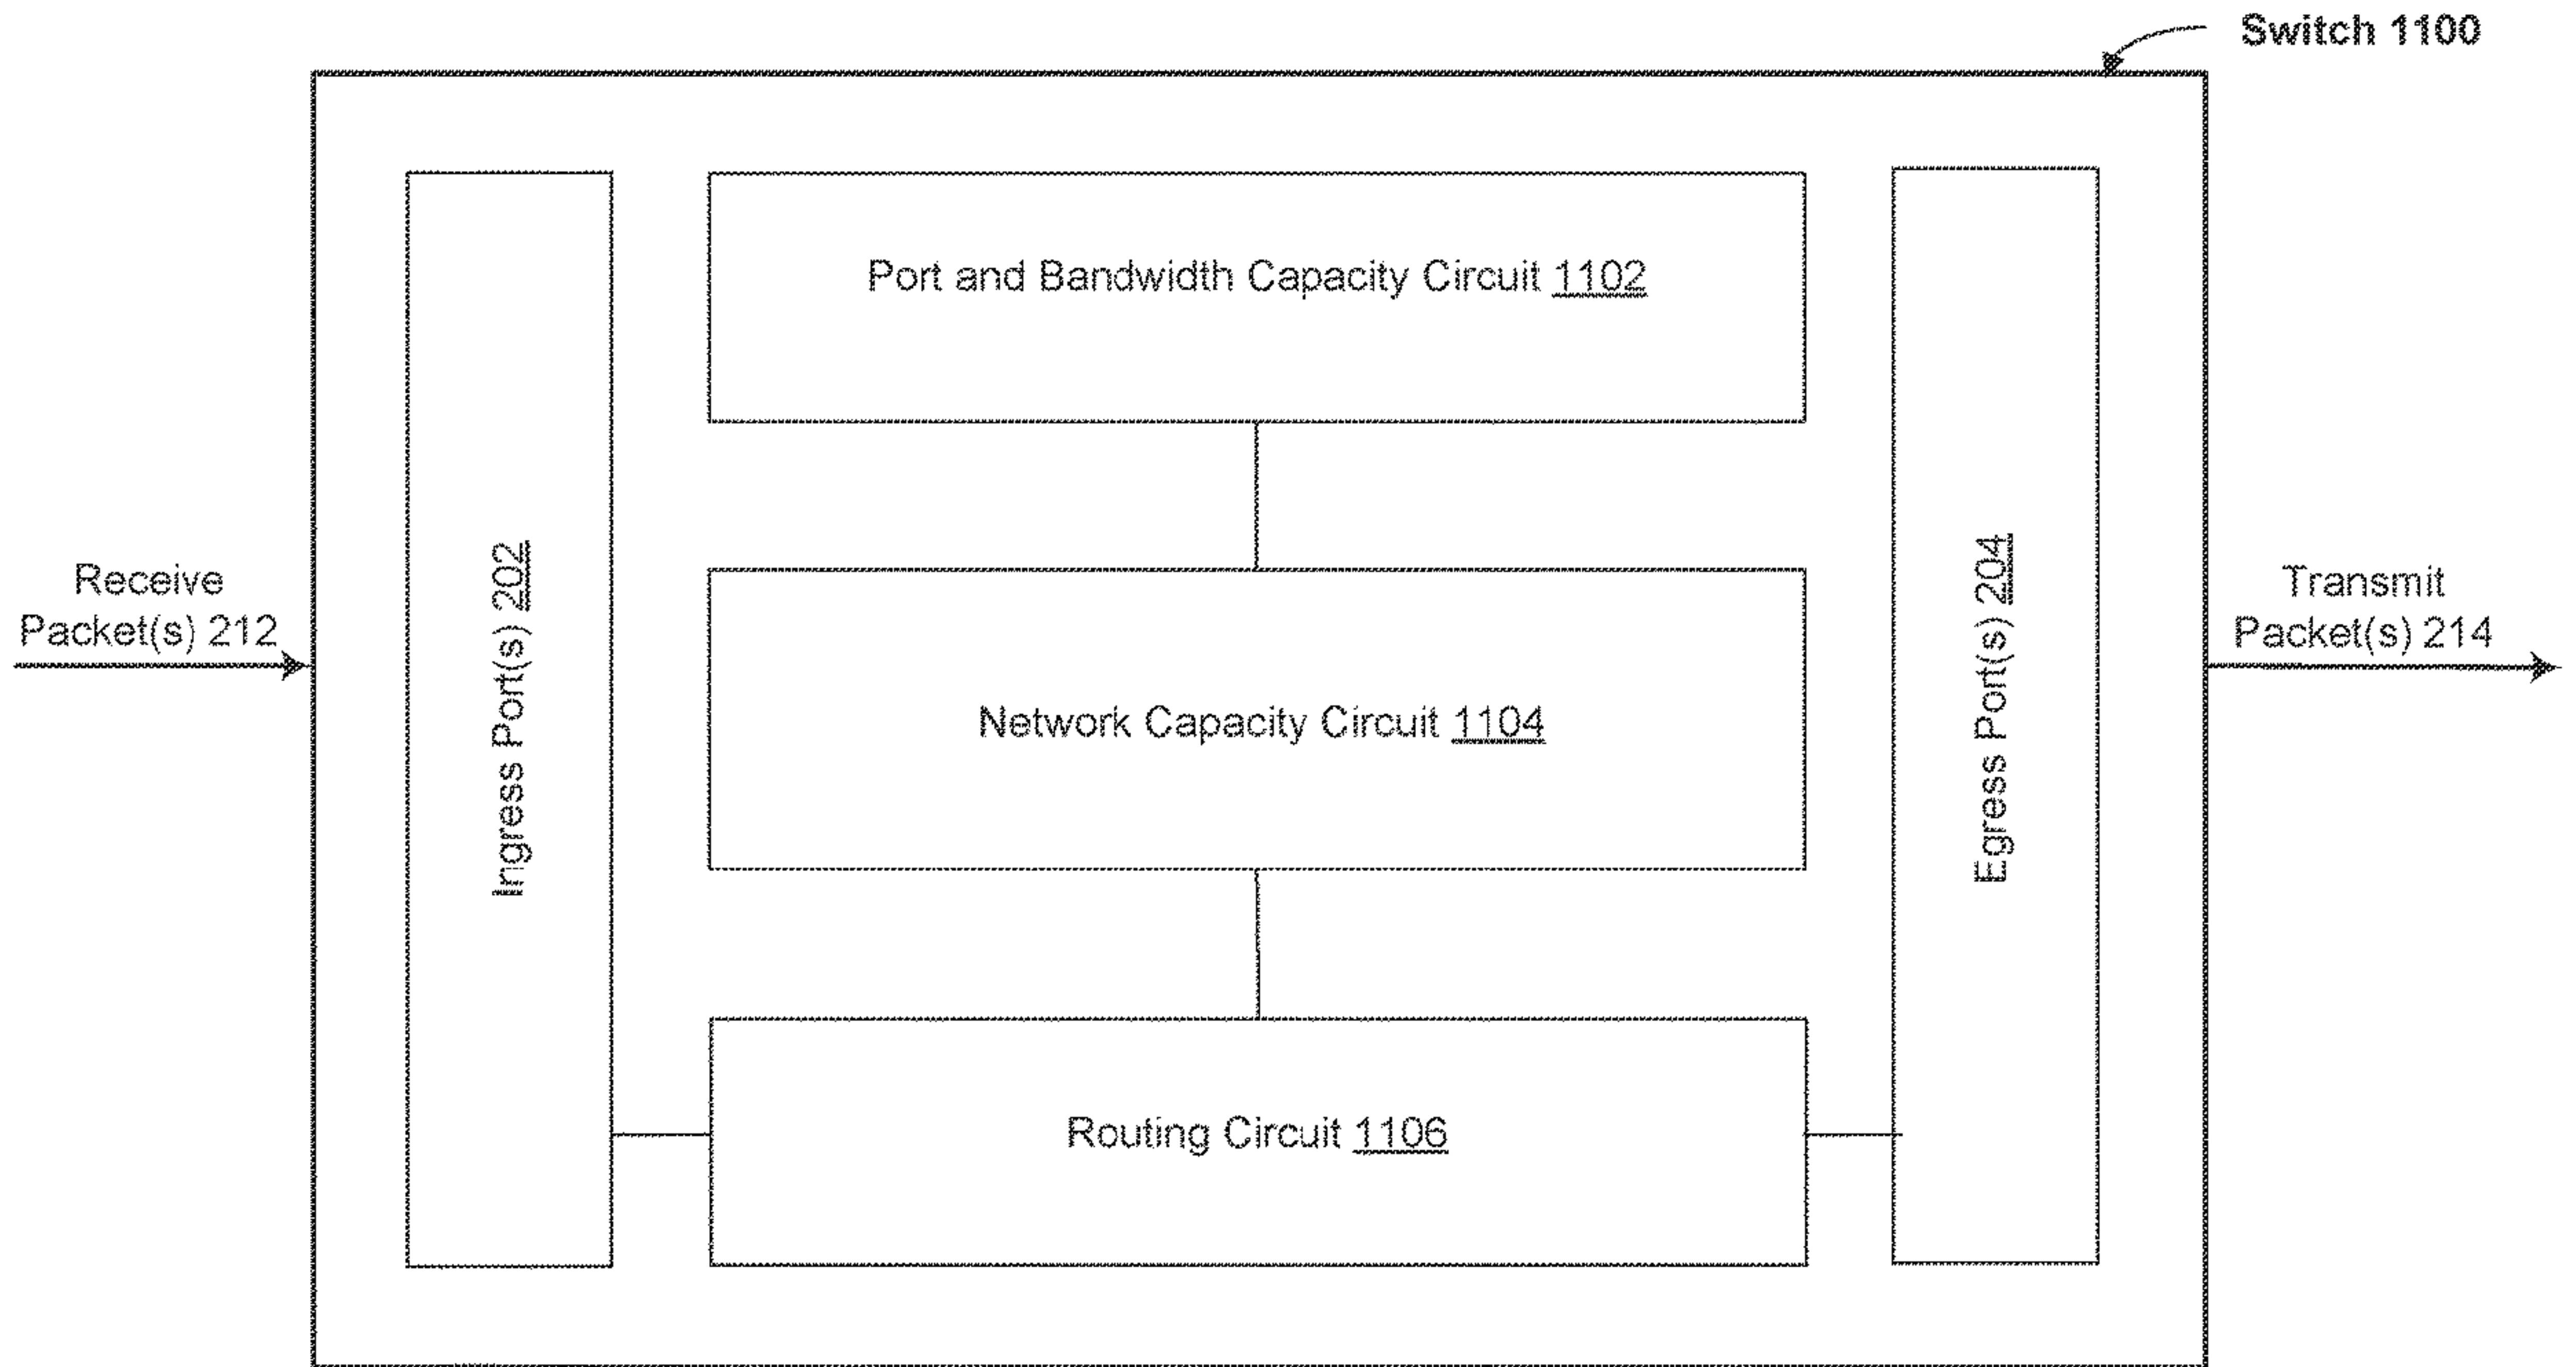 Switch 1100
Port and Bandwidth Capacity Circuit 1102
Receive
Packet(s) 212
Ingress Port(s) 202
Network Capacity Circuit 1104
Egress Port(s) 204
Transmit
Packet(s) 214
Routing Circuit 1106